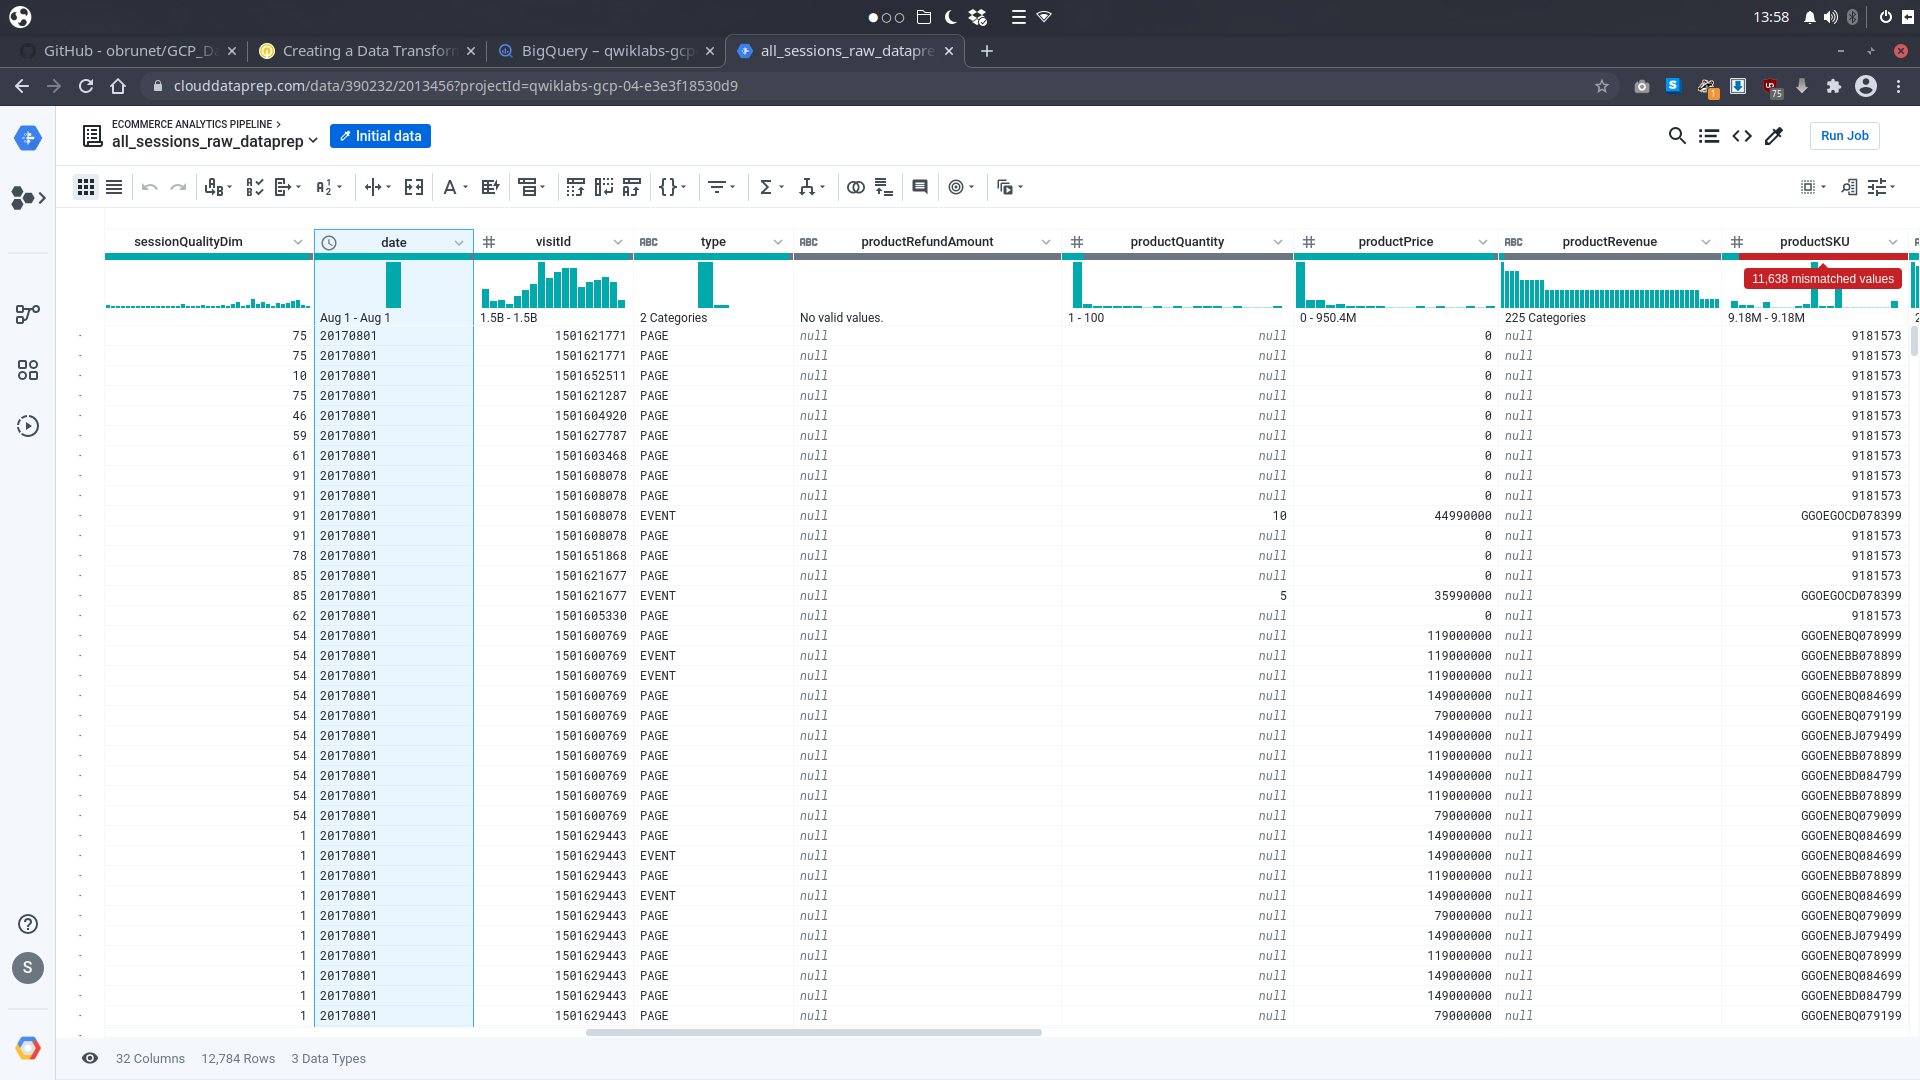 13:58
GitHub - obrunet/GCP_Da
Creating a Data Transforn
BigQuery – qwiklabs-gcp
all_sessions_raw_dataprep
clouddataprep.com/data/390232/2013456?projectId=qwiklabs-gcp-04-e3e3f18530d9
1
75
ECOMMERCE ANALYTICS PIPELINE >
all_sessions_raw_dataprep
Initial data
Run Job
sessionQualityDim date # visitId ABC type ABC productRefundAmount # productQuantity # productPrice ABC productRevenue # productSKU
11,638 mismatched values
Aug 1 - Aug 1 1.5B - 1.5B 2 Categories No valid values. 1 - 100 0 - 950.4M 225 Categories 9.18M - 9.18M
75 20170801 1501621771 PAGE null null 0 null 9181573
75 20170801 1501621771 PAGE null null 0 null 9181573
10 20170801 1501652511 PAGE null null 0 null 9181573
75 20170801 1501621287 PAGE null null 0 null 9181573
46 20170801 1501604920 PAGE null null 0 null 9181573
59 20170801 1501627787 PAGE null null 0 null 9181573
61 20170801 1501603468 PAGE null null 0 null 9181573
91 20170801 1501608078 PAGE null null 0 null 9181573
91 20170801 1501608078 PAGE null null 0 null 9181573
91 20170801 1501608078 EVENT null 10 44990000 null GGOEGOCD078399
91 20170801 1501608078 PAGE null null 0 null 9181573
78 20170801 1501651868 PAGE null null 0 null 9181573
85 20170801 1501621677 PAGE null null 0 null 9181573
85 20170801 1501621677 EVENT null 5 35990000 null GGOEGOCD078399
62 20170801 1501605330 PAGE null null 0 null 9181573
54 20170801 1501600769 PAGE null null 119000000 null GGOENEBQ078999
54 20170801 1501600769 EVENT null null 119000000 null GGOENEBB078899
54 20170801 1501600769 EVENT null null 119000000 null GGOENEBB078899
54 20170801 1501600769 PAGE null null 149000000 null GGOENEBQ084699
54 20170801 1501600769 PAGE null null 79000000 null GGOENEBQ079199
54 20170801 1501600769 PAGE null null 149000000 null GGOENEBJ079499
54 20170801 1501600769 PAGE null null 119000000 null GGOENEBB078899
54 20170801 1501600769 PAGE null null 149000000 null GGOENEBD084799
54 20170801 1501600769 PAGE null null 119000000 null GGOENEBB078899
54 20170801 1501600769 PAGE null null 79000000 null GGOENEBQ079099
1 20170801 1501629443 PAGE null null 149000000 null GGOENEBQ084699
1 20170801 1501629443 EVENT null null 149000000 null GGOENEBQ084699
1 20170801 1501629443 PAGE null null 119000000 null GGOENEBB078899
1 20170801 1501629443 EVENT null null 149000000 null GGOENEBQ084699
1 20170801 1501629443 PAGE null null 79000000 null GGOENEBQ079099
1 20170801 1501629443 PAGE null null 149000000 null GGOENEBJ079499
1 20170801 1501629443 PAGE null null 119000000 null GGOENEBQ078999
1 20170801 1501629443 PAGE null null 149000000 null GGOENEBQ084699
1 20170801 1501629443 PAGE null null 149000000 null GGOENEBD084799
1 20170801 1501629443 PAGE null null 79000000 null GGOENEBQ079199
S
32 Columns 12,784 Rows 3 Data Types